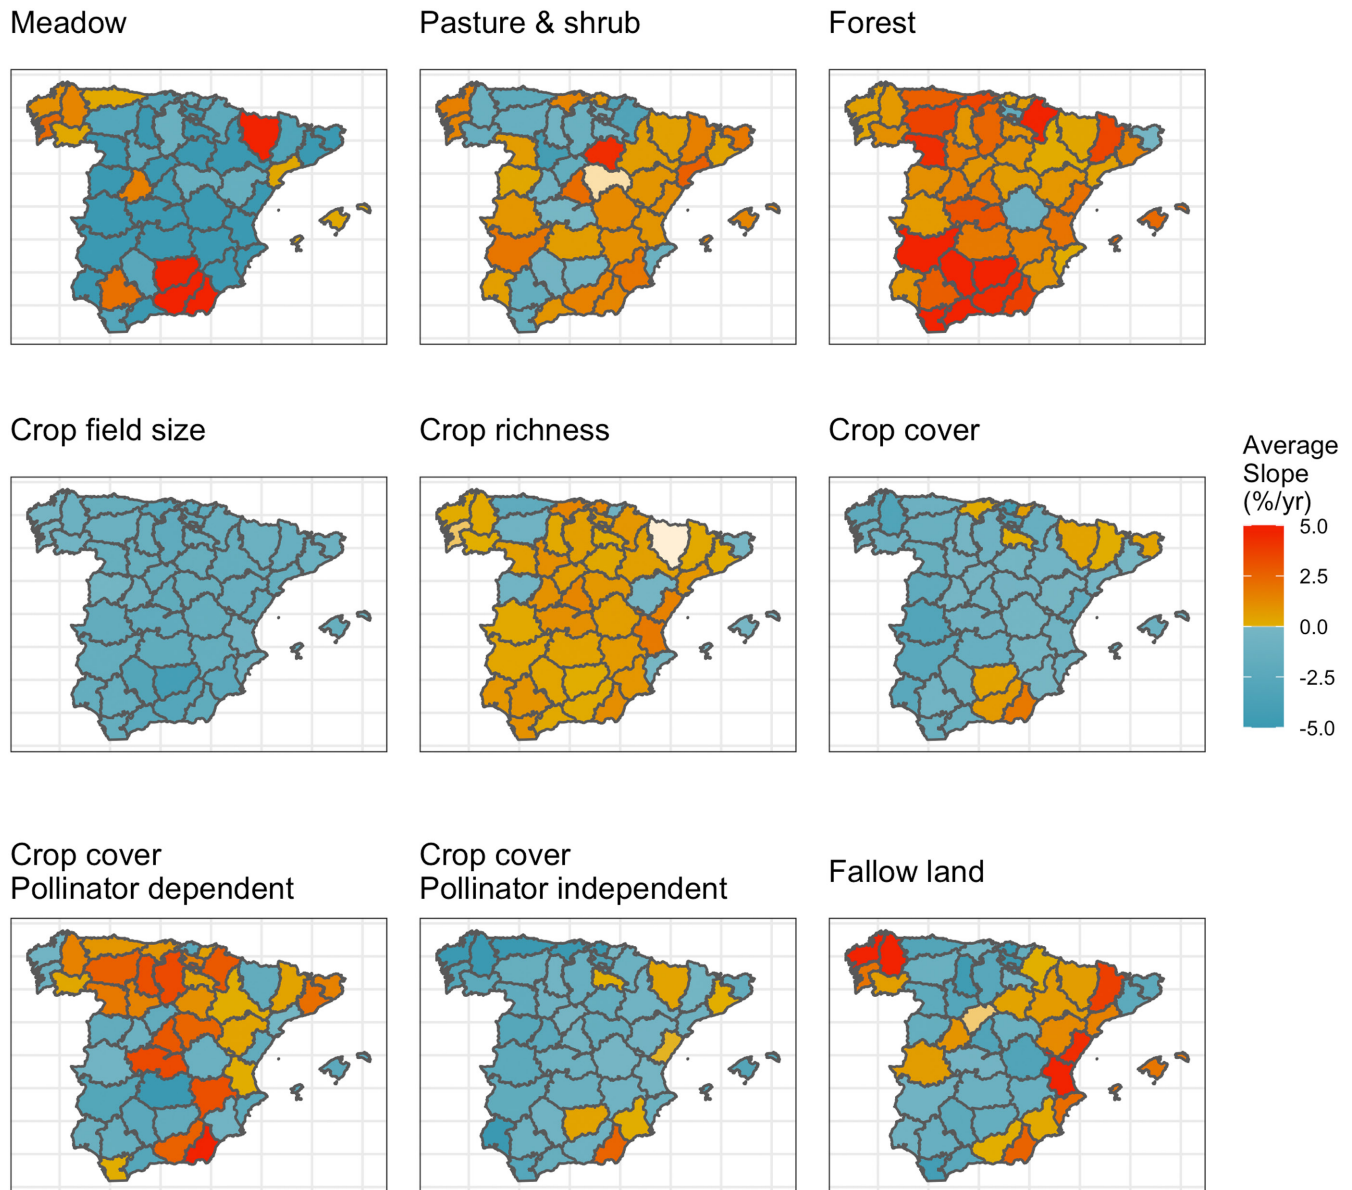 Meadow
Pasture & shrub
Forest
Crop field size
Crop richness
Crop cover
Average
Slope
(%/yr)
5.0
2.5
0.0
-2.5
-5.0
Crop cover
Pollinator dependent
Crop cover
Pollinator independent
Fallow land